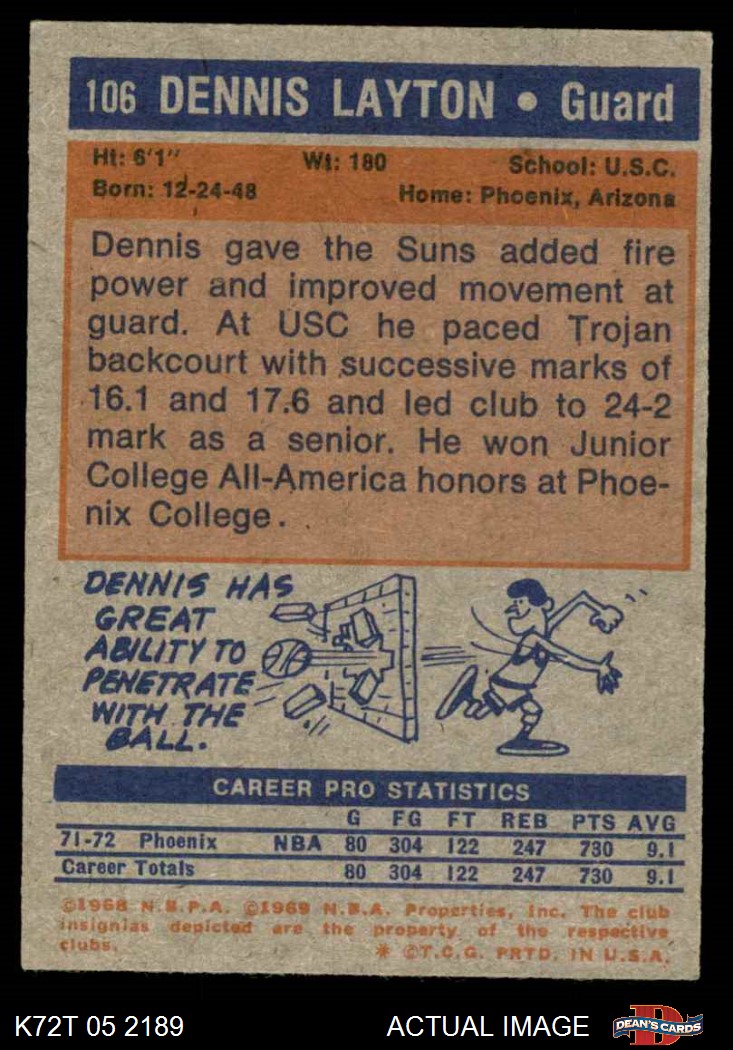 106 DENNIS LAYTON • Guard
Ht: 6'1" Wt: 180 School: U.S.C.
Born: 12-24-48 Home: Phoenix, Arizona
Dennis gave the Suns added fire
power and improved movement at
guard. At USC he paced Trojan
backcourt with successive marks of
16.1 and 17.6 and led club to 24-2
mark as a senior. He won Junior
College All-America honors at Phoe-
nix College.
DENNIS HAS
GREAT
ABILITY TO
PENETRATE
WITH THE
BALL.
CAREER PRO STATISTICS
G FG FT REB PTS AVG
71-72 Phoenix NBA 80 304 122 247 730 9.1
Career Totals 80 304 122 247 730 9.1
©1968 N.B.P.A. ©1969 N.B.A. Properties, Inc. The club
insignias depicted are the property of the respective
clubs. * ©T.C.G. PRTD. IN U.S.A.
K72T 05 2189 ACTUAL IMAGE DEAN'S CARDS